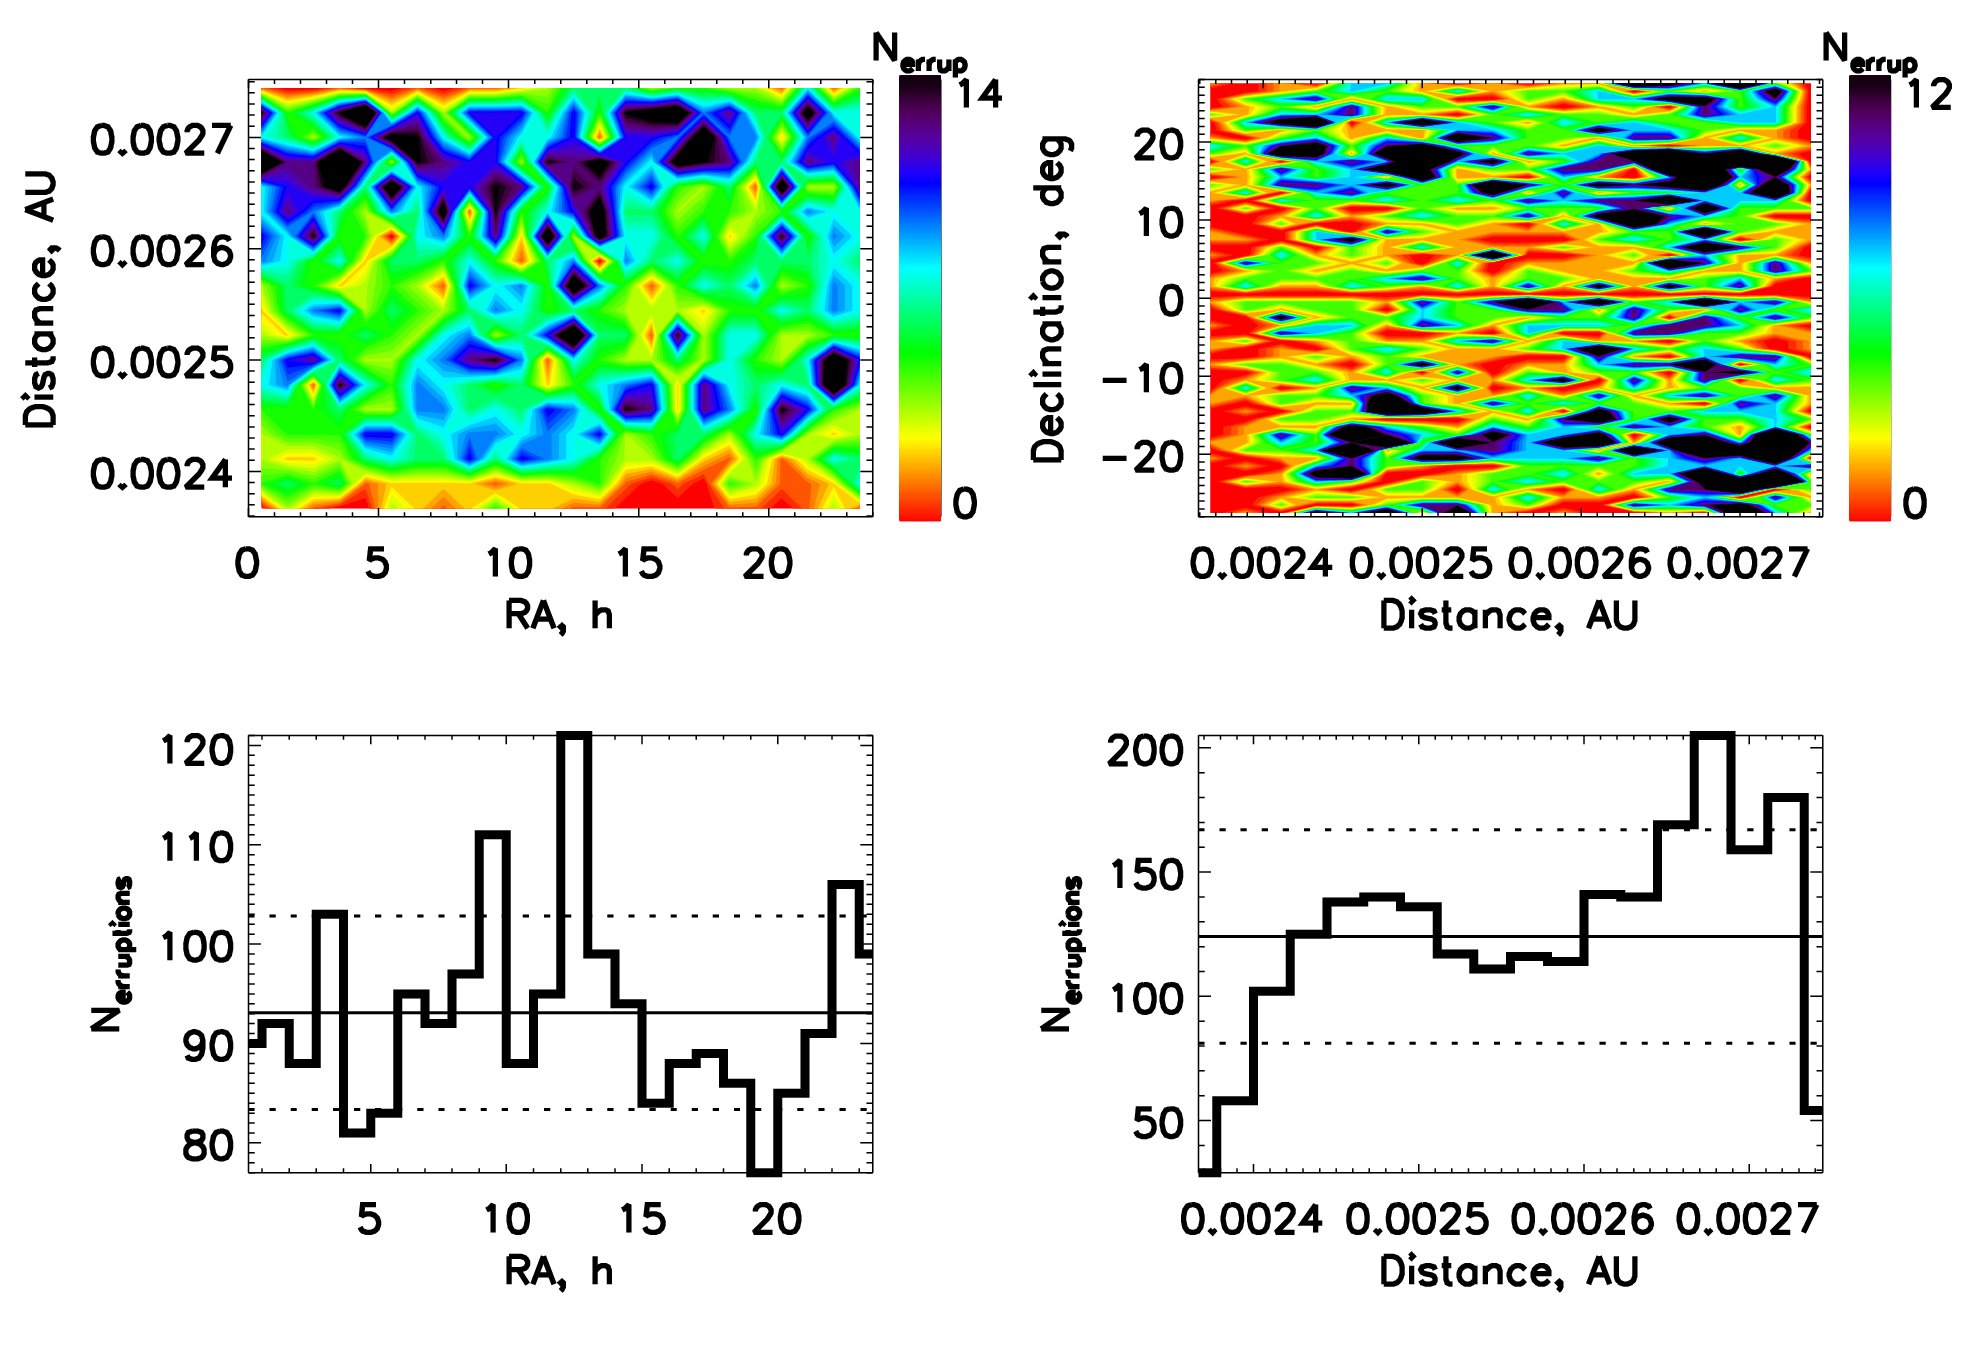 N_errup
14
0
0.0027
0.0026
0.0025
0.0024
Distance, AU
0 5 10 15 20
RA, h
N_errup
12
0
20
10
0
−10
−20
Declination, deg
0.0024 0.0025 0.0026 0.0027
Distance, AU
120
110
100
90
80
N_erruptions
5 10 15 20
RA, h
200
150
100
50
N_erruptions
0.0024 0.0025 0.0026 0.0027
Distance, AU